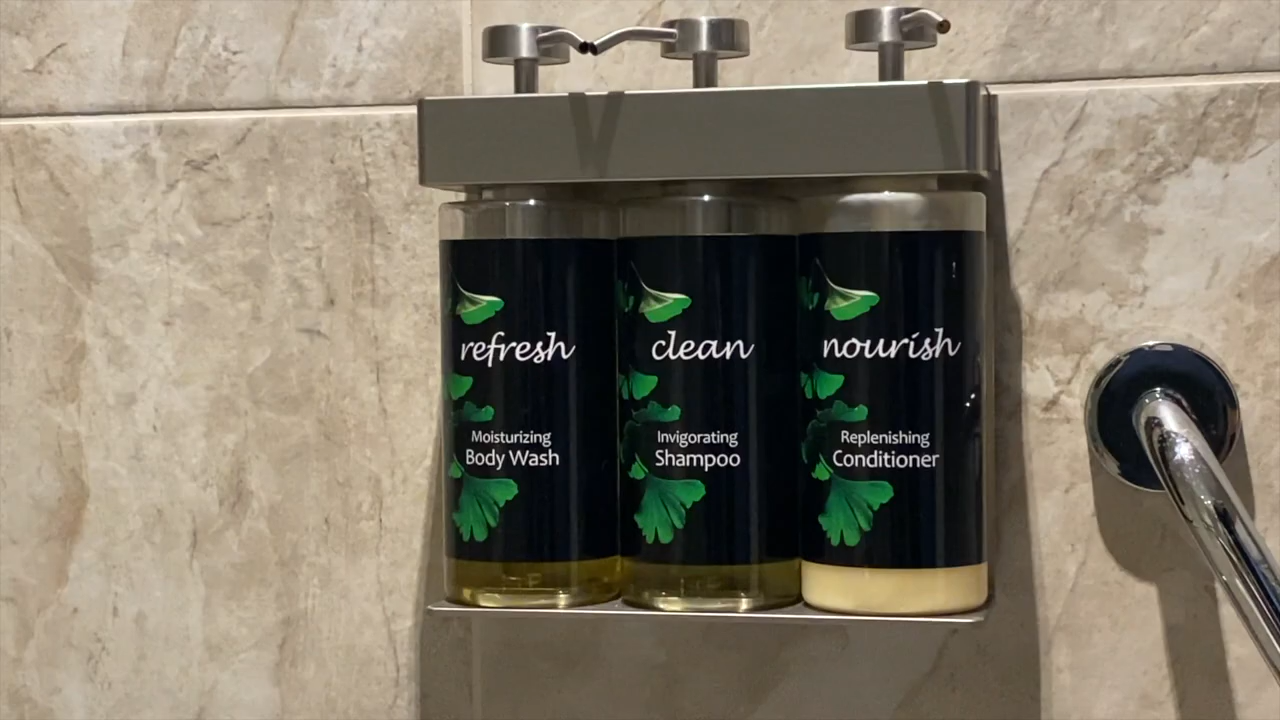 refresh
Moisturizing
Body Wash
clean
Invigorating
Shampoo
nourish
Replenishing
Conditioner